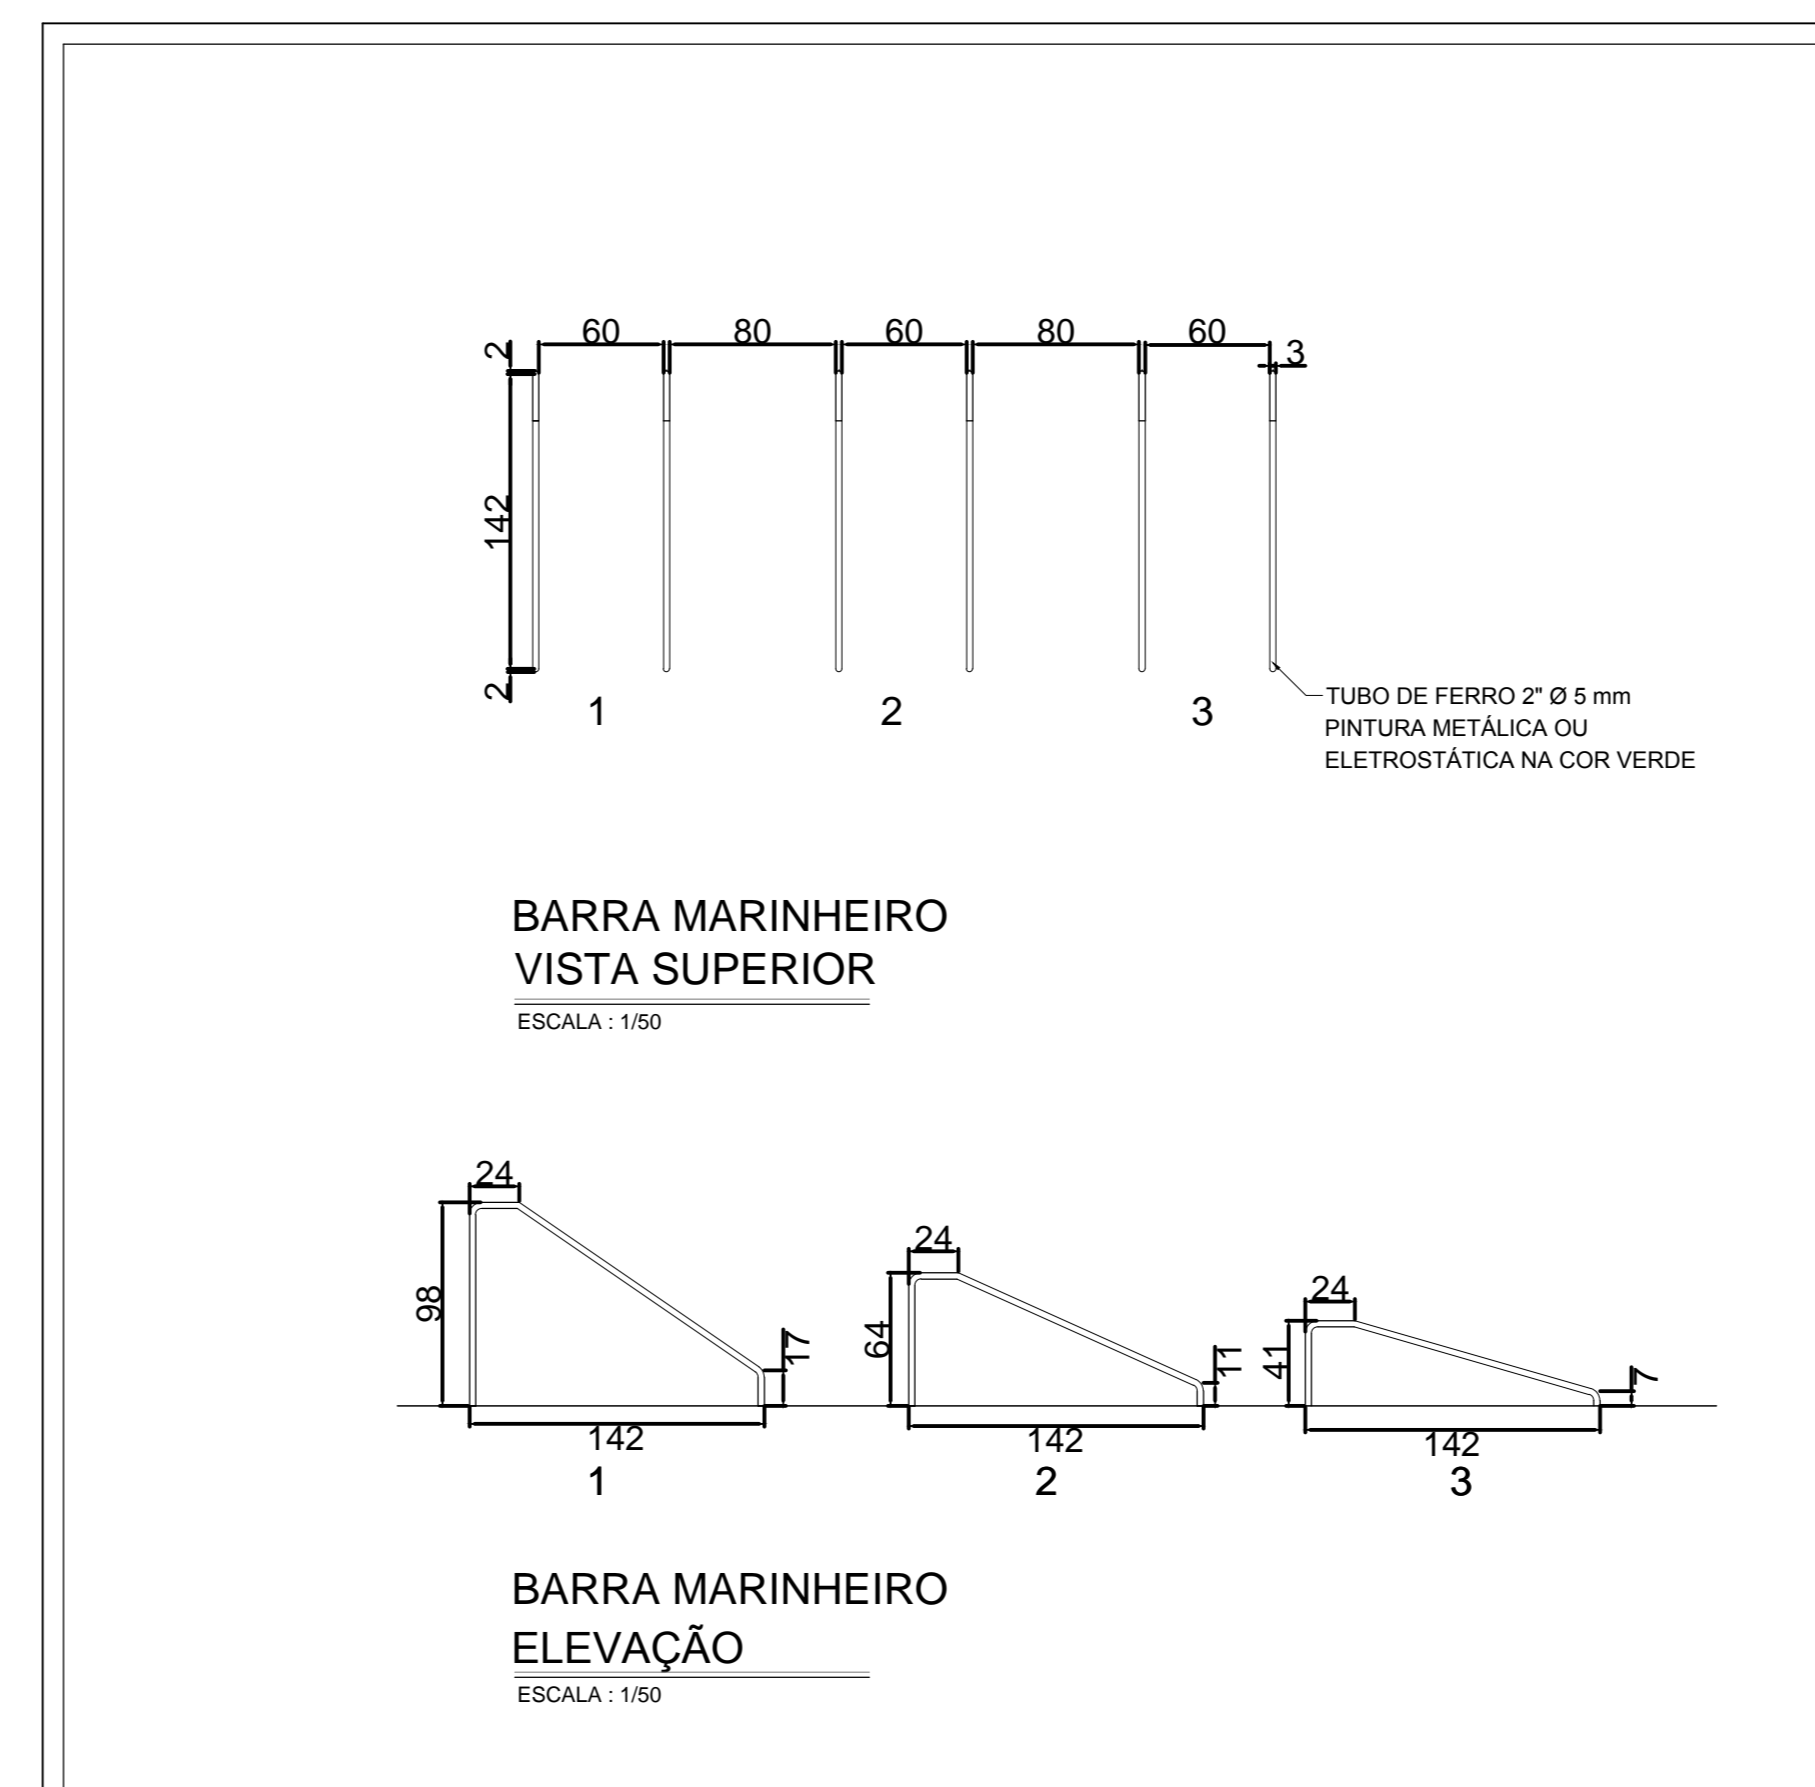 60 80 60 80 60
2 3
142
2
1 2 3
TUBO DE FERRO 2" Ø 5 mm
PINTURA METÁLICA OU
ELETROSTÁTICA NA COR VERDE
BARRA MARINHEIRO
VISTA SUPERIOR
ESCALA : 1/50
24 24 24
98 17 64 11 41 7
142 142 142
1 2 3
BARRA MARINHEIRO
ELEVAÇÃO
ESCALA : 1/50